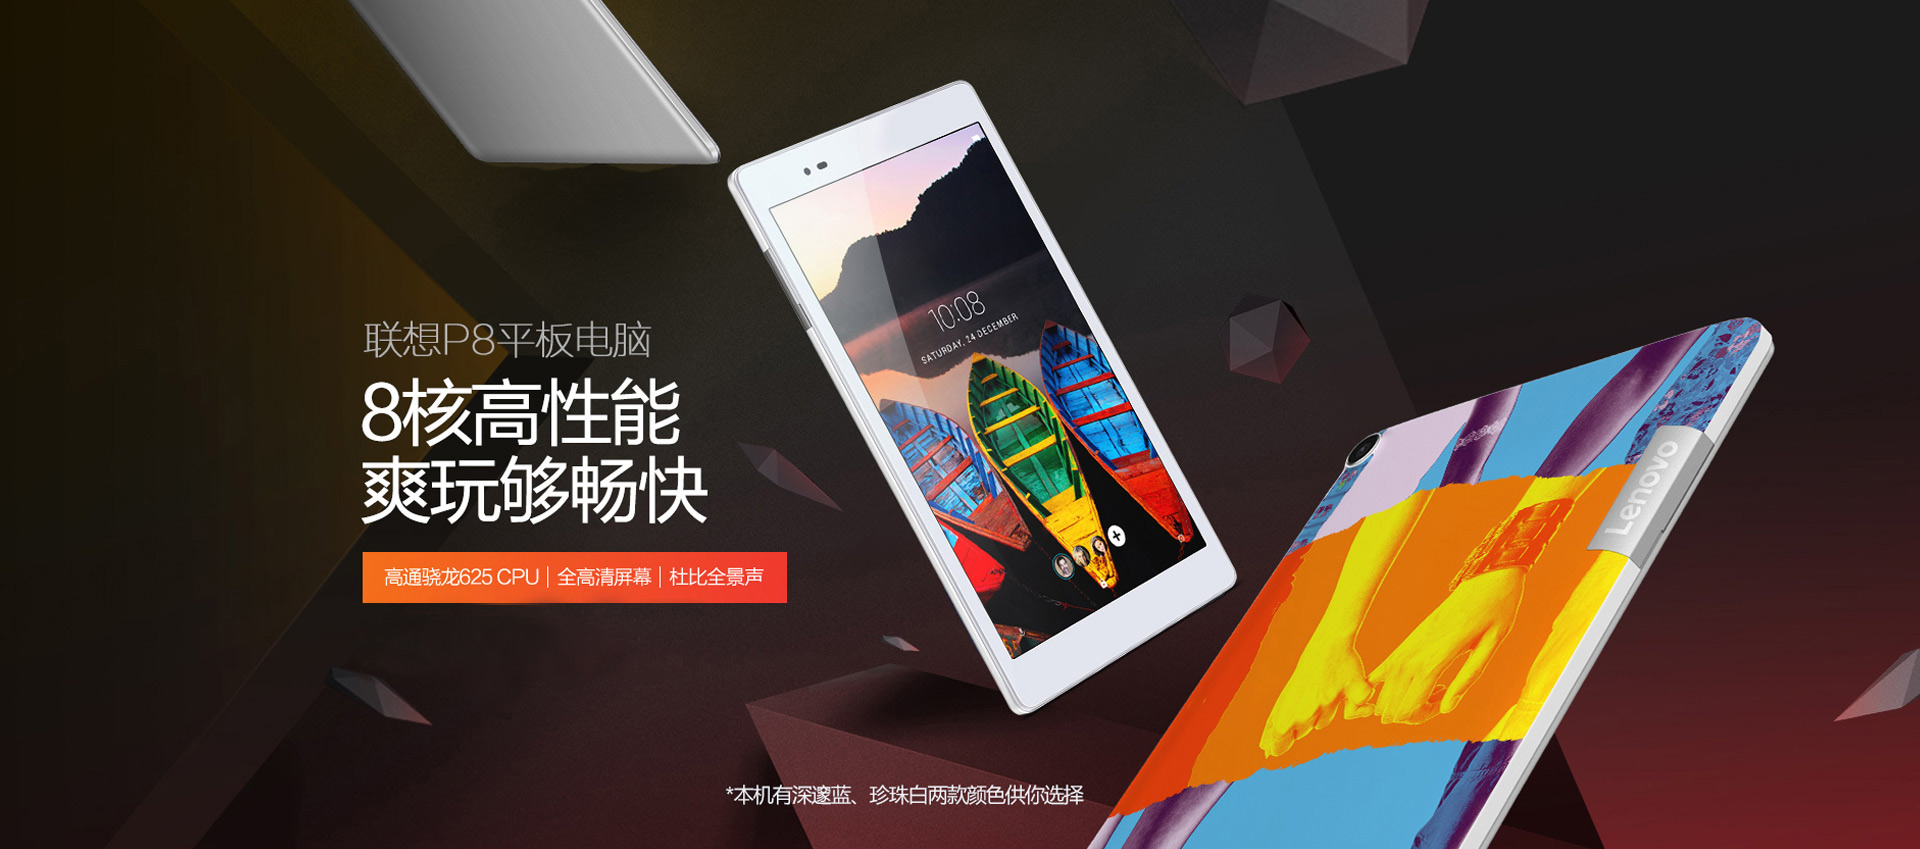 联想P8平板电脑
8核高性能
爽玩够畅快
高通骁龙625 CPU | 全高清屏幕 | 杜比全景声
10:08
SATURDAY, 24 DECEMBER
Lenovo
*本机有深邃蓝、珍珠白两款颜色供你选择